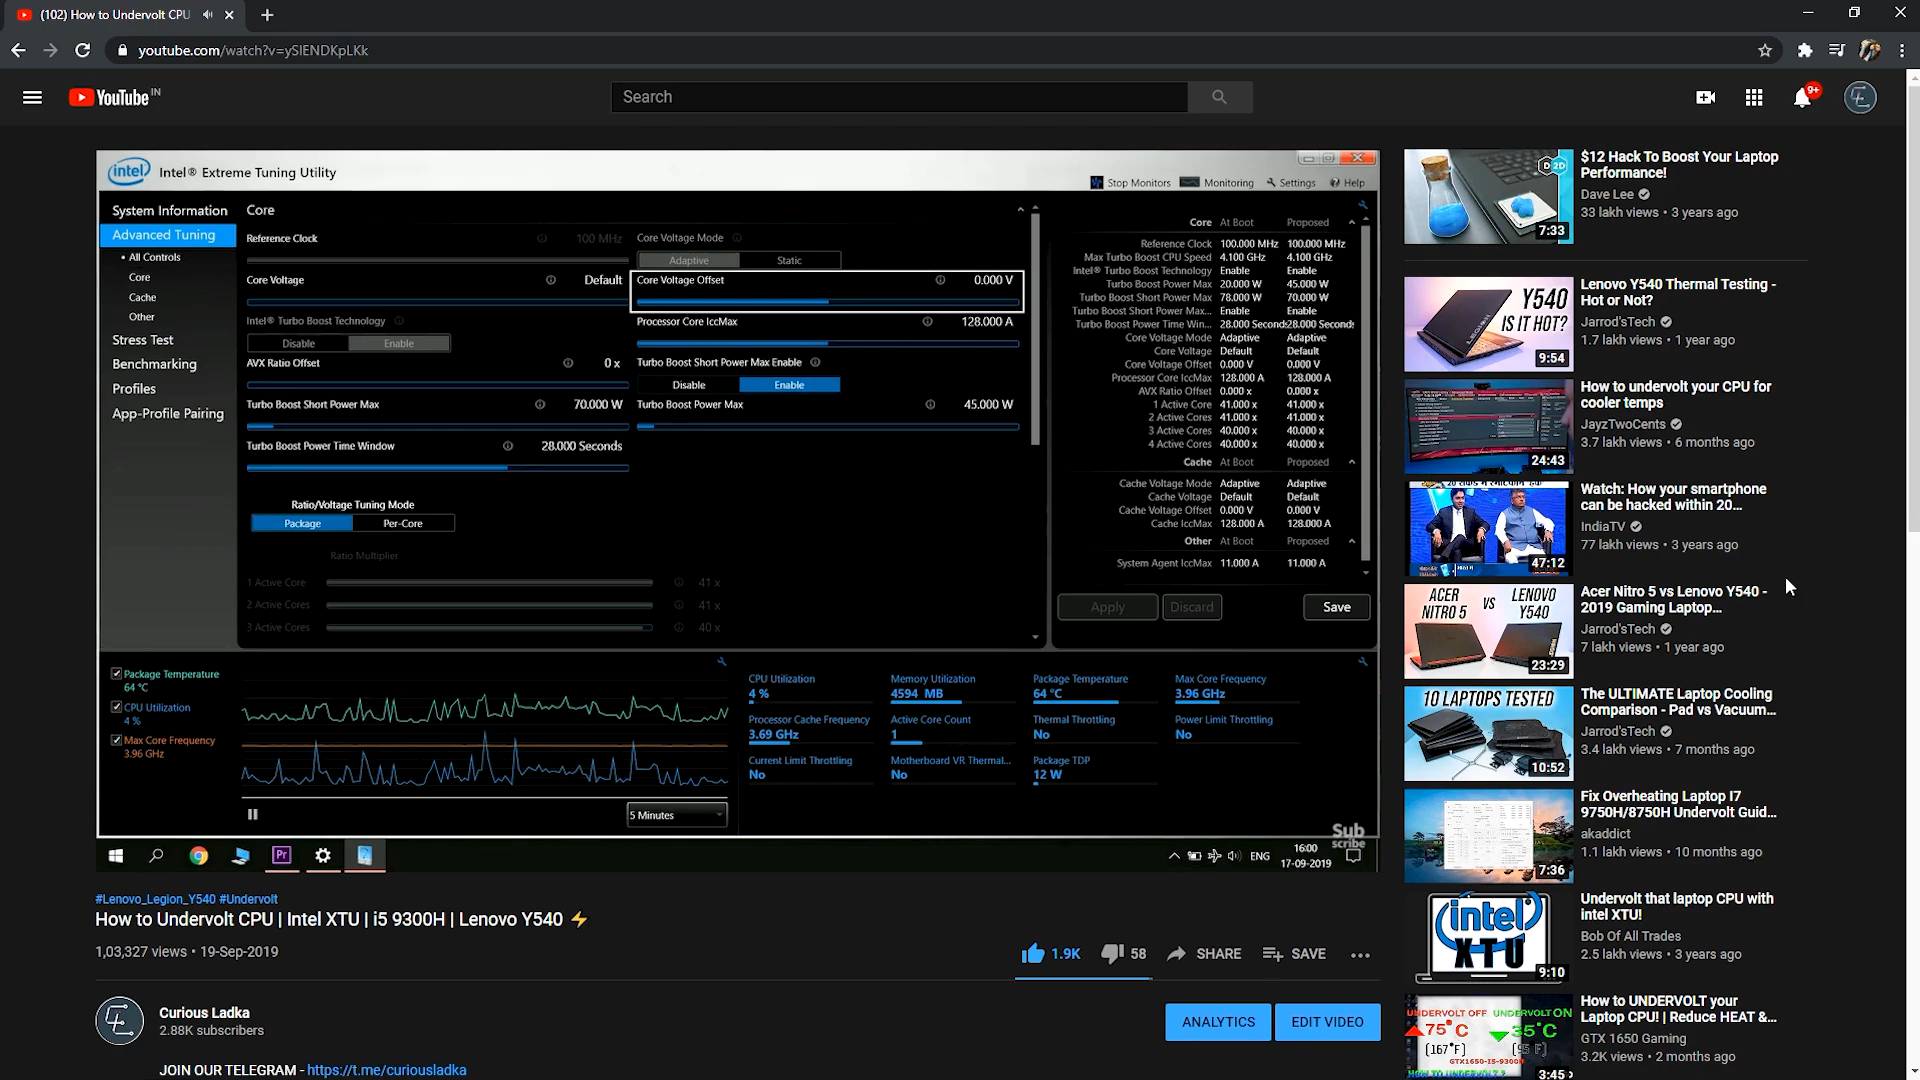 (102) How to Undervolt CPU
youtube.com/watch?v=ySlENDKpLKk
YouTube IN
Search
9+
intel
Intel® Extreme Tuning Utility
Stop Monitors Monitoring Settings Help
System Information
Advanced Tuning
• All Controls
Core
Cache
Other
Stress Test
Benchmarking
Profiles
App-Profile Pairing
Core
Reference Clock 100 MHz
Core Voltage Mode
Adaptive Static
Core Voltage Default
Core Voltage Offset 0.000 V
Intel® Turbo Boost Technology
Disable Enable
Processor Core IccMax 128.000 A
AVX Ratio Offset 0 x
Turbo Boost Short Power Max Enable
Disable Enable
Turbo Boost Short Power Max 70.000 W
Turbo Boost Power Max 45.000 W
Turbo Boost Power Time Window 28.000 Seconds
Ratio/Voltage Tuning Mode
Package Per-Core
Ratio Multiplier
1 Active Core 41 x
2 Active Cores 41 x
3 Active Cores 40 x
Core At Boot Proposed
Reference Clock 100.000 MHz 100.000 MHz
Max Turbo Boost CPU Speed 4.100 GHz 4.100 GHz
Intel® Turbo Boost Technology Enable Enable
Turbo Boost Power Max 20.000 W 45.000 W
Turbo Boost Short Power Max 78.000 W 70.000 W
Turbo Boost Short Power Max... Enable Enable
Turbo Boost Power Time Win... 28.000 Second 28.000 Second
Core Voltage Mode Adaptive Adaptive
Core Voltage Default Default
Core Voltage Offset 0.000 V 0.000 V
Processor Core IccMax 128.000 A 128.000 A
AVX Ratio Offset 0.000 x 0.000 x
1 Active Core 41.000 x 41.000 x
2 Active Cores 41.000 x 41.000 x
3 Active Cores 40.000 x 40.000 x
4 Active Cores 40.000 x 40.000 x
Cache At Boot Proposed
Cache Voltage Mode Adaptive Adaptive
Cache Voltage Default Default
Cache Voltage Offset 0.000 V 0.000 V
Cache IccMax 128.000 A 128.000 A
Other At Boot Proposed
System Agent IccMax 11.000 A 11.000 A
Apply Discard Save
Package Temperature
64 °C
CPU Utilization
4 %
Max Core Frequency
3.96 GHz
5 Minutes
CPU Utilization
4 %
Memory Utilization
4594 MB
Package Temperature
64 °C
Max Core Frequency
3.96 GHz
Processor Cache Frequency
3.69 GHz
Active Core Count
1
Thermal Throttling
No
Power Limit Throttling
No
Current Limit Throttling
No
Motherboard VR Thermal...
No
Package TDP
12 W
Sub
scribe
Pr
ENG
16:00
17-09-2019
#Lenovo_Legion_Y540 #Undervolt
How to Undervolt CPU | Intel XTU | i5 9300H | Lenovo Y540 ⚡
1,03,327 views • 19-Sep-2019
1.9K 58 SHARE SAVE
Curious Ladka
2.88K subscribers
ANALYTICS EDIT VIDEO
JOIN OUR TELEGRAM - https://t.me/curiousladka
D 2D
7:33
$12 Hack To Boost Your Laptop
Performance!
Dave Lee
33 lakh views • 3 years ago
Y540
IS IT HOT?
9:54
Lenovo Y540 Thermal Testing -
Hot or Not?
Jarrod'sTech
1.7 lakh views • 1 year ago
24:43
How to undervolt your CPU for
cooler temps
JayzTwoCents
3.7 lakh views • 6 months ago
47:12
Watch: How your smartphone
can be hacked within 20...
IndiaTV
77 lakh views • 3 years ago
ACER
NITRO 5
VS
LENOVO
Y540
23:29
Acer Nitro 5 vs Lenovo Y540 -
2019 Gaming Laptop...
Jarrod'sTech
7 lakh views • 1 year ago
10 LAPTOPS TESTED
10:52
The ULTIMATE Laptop Cooling
Comparison - Pad vs Vacuum...
Jarrod'sTech
3.4 lakh views • 7 months ago
7:36
Fix Overheating Laptop I7
9750H/8750H Undervolt Guid...
akaddict
1.1 lakh views • 10 months ago
intel
XTU
9:10
Undervolt that laptop CPU with
intel XTU!
Bob Of All Trades
2.5 lakh views • 3 years ago
UNDERVOLT OFF UNDERVOLT ON
75°C 35°C
(167°F) (95°F)
GTX1650-I5-9300H
HOW TO UNDERVOLT ?
3:45
How to UNDERVOLT your
Laptop CPU! | Reduce HEAT &...
GTX 1650 Gaming
3.2K views • 2 months ago